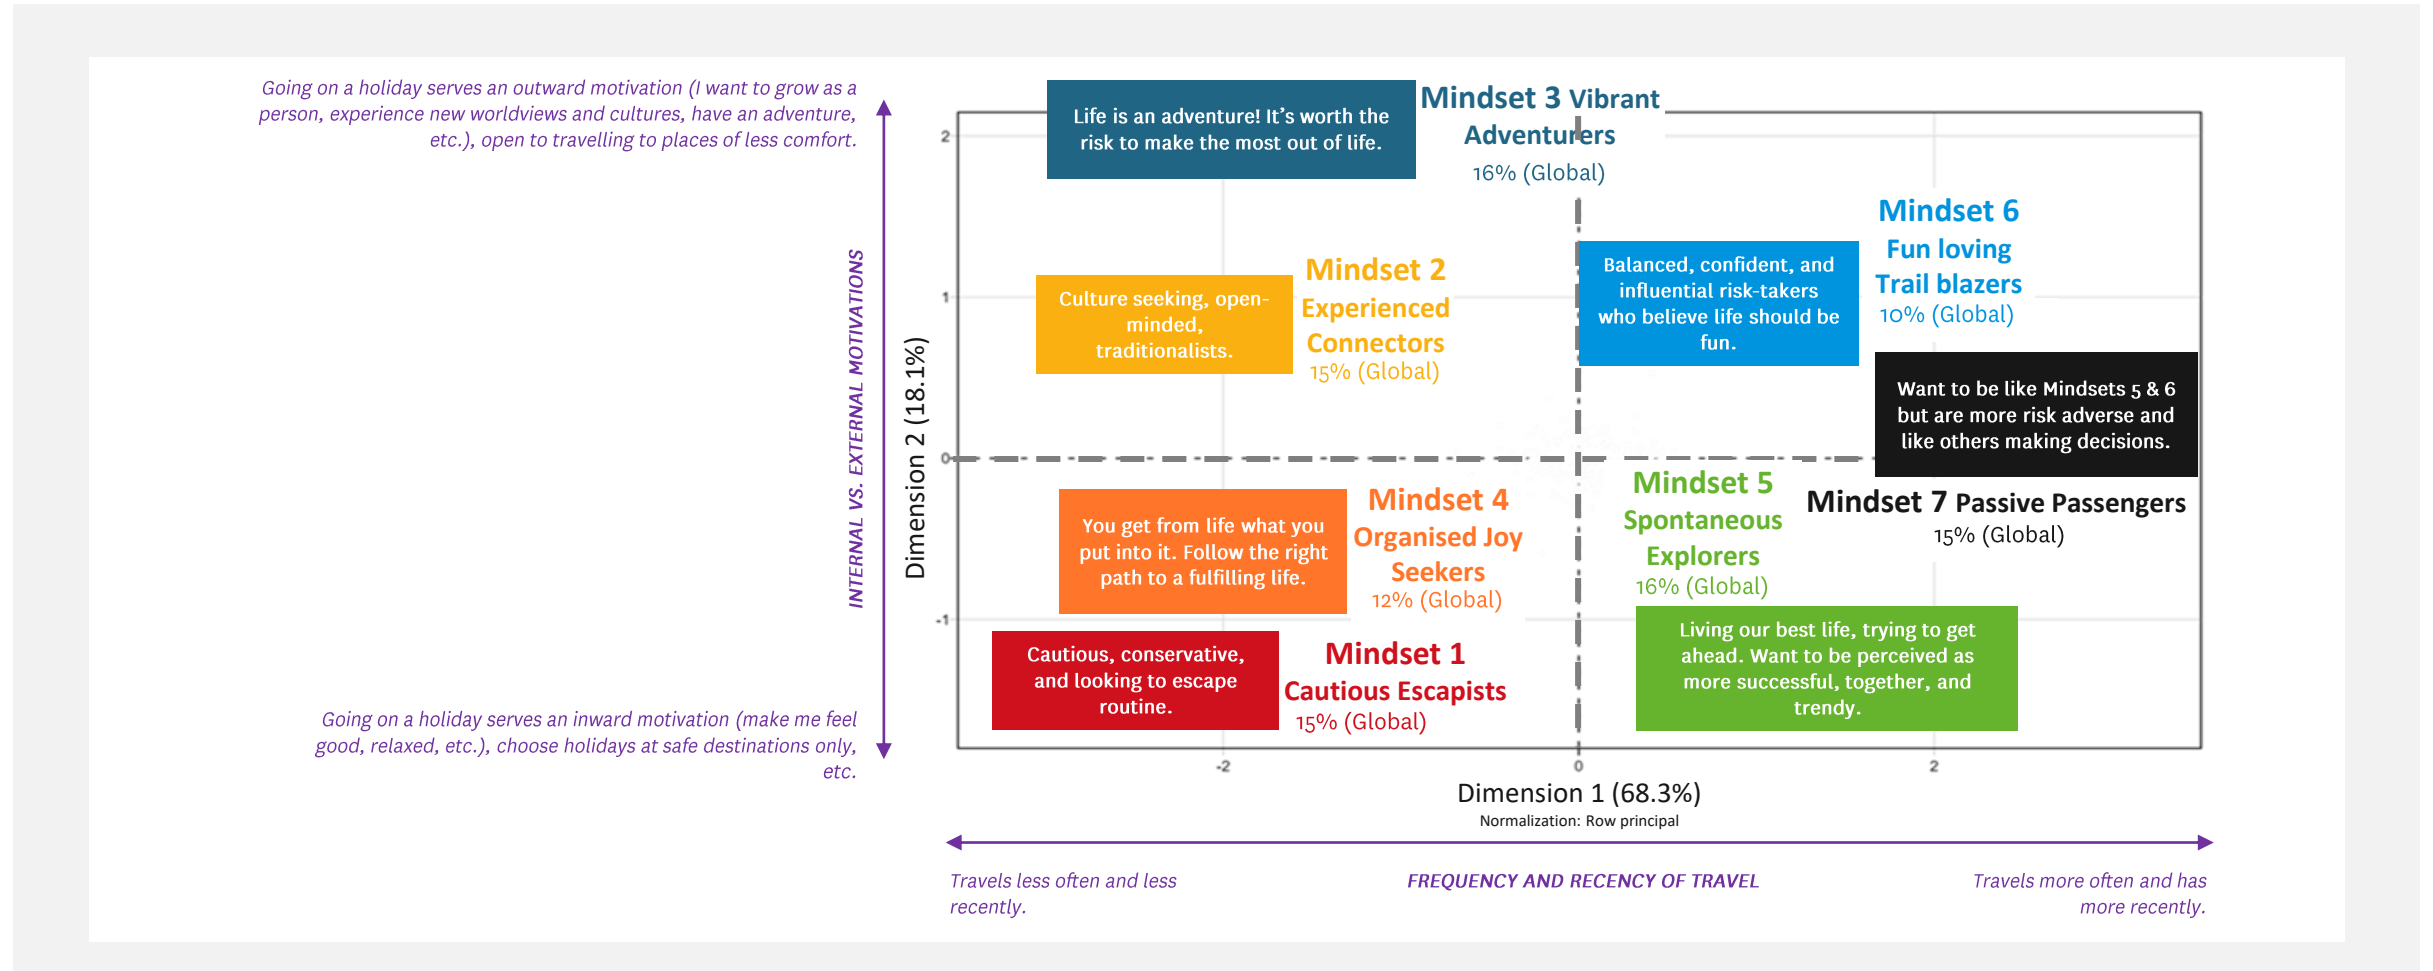 Going on a holiday serves an outward motivation (I want to grow as a
person, experience new worldviews and cultures, have an adventure,
etc.), open to travelling to places of less comfort.
INTERNAL VS. EXTERNAL MOTIVATIONS
Going on a holiday serves an inward motivation (make me feel
good, relaxed, etc.), choose holidays at safe destinations only,
etc.
Dimension 2 (18.1%)
2
1
0
-1
Life is an adventure! It's worth the
risk to make the most out of life.
Mindset 3 Vibrant
Adventurers
16% (Global)
Culture seeking, open-
minded,
traditionalists.
Mindset 2
Experienced
Connectors
15% (Global)
Balanced, confident, and
influential risk-takers
who believe life should be
fun.
Mindset 6
Fun loving
Trail blazers
10% (Global)
Want to be like Mindsets 5 & 6
but are more risk adverse and
like others making decisions.
Mindset 7 Passive Passengers
15% (Global)
You get from life what you
put into it. Follow the right
path to a fulfilling life.
Mindset 4
Organised Joy
Seekers
12% (Global)
Mindset 5
Spontaneous
Explorers
16% (Global)
Living our best life, trying to get
ahead. Want to be perceived as
more successful, together, and
trendy.
Cautious, conservative,
and looking to escape
routine.
Mindset 1
Cautious Escapists
15% (Global)
-2
0
2
Dimension 1 (68.3%)
Normalization: Row principal
Travels less often and less
recently.
FREQUENCY AND RECENCY OF TRAVEL
Travels more often and has
more recently.